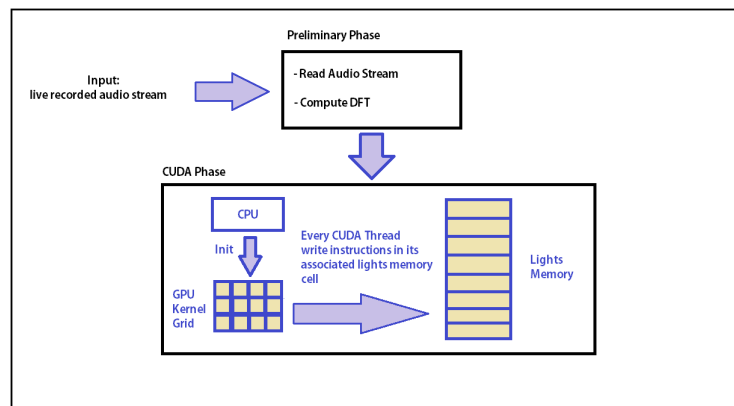 Preliminary Phase
Input:
live recorded audio stream
- Read Audio Stream
- Compute DFT
CUDA Phase
CPU
Init
Every CUDA Thread
write instructions in its
associated lights memory
cell
GPU
Kernel
Grid
Lights
Memory